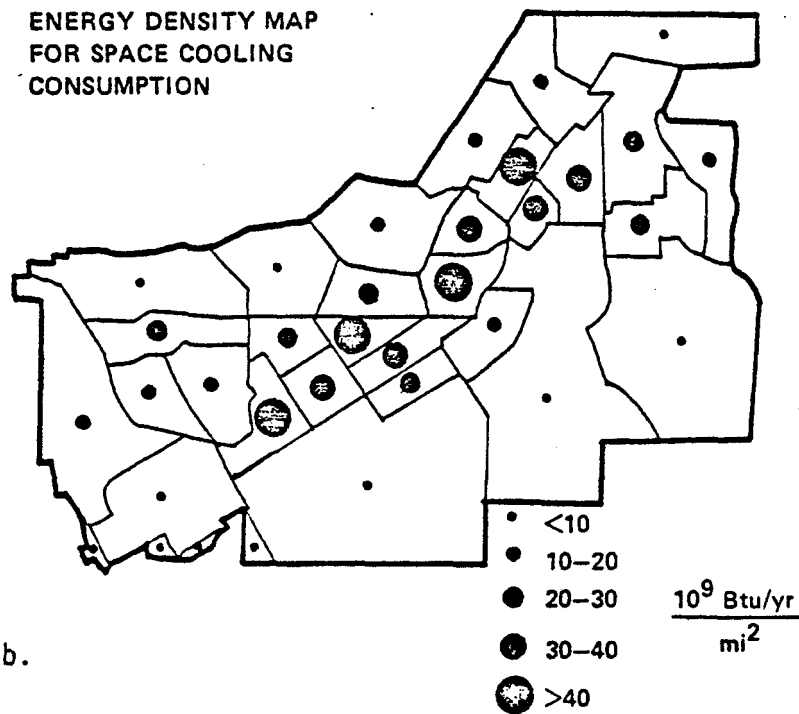 ENERGY DENSITY MAP
FOR SPACE COOLING
CONSUMPTION
<10
10–20
20–30
30–40
>40
10⁹ Btu/yr
mi²
b.